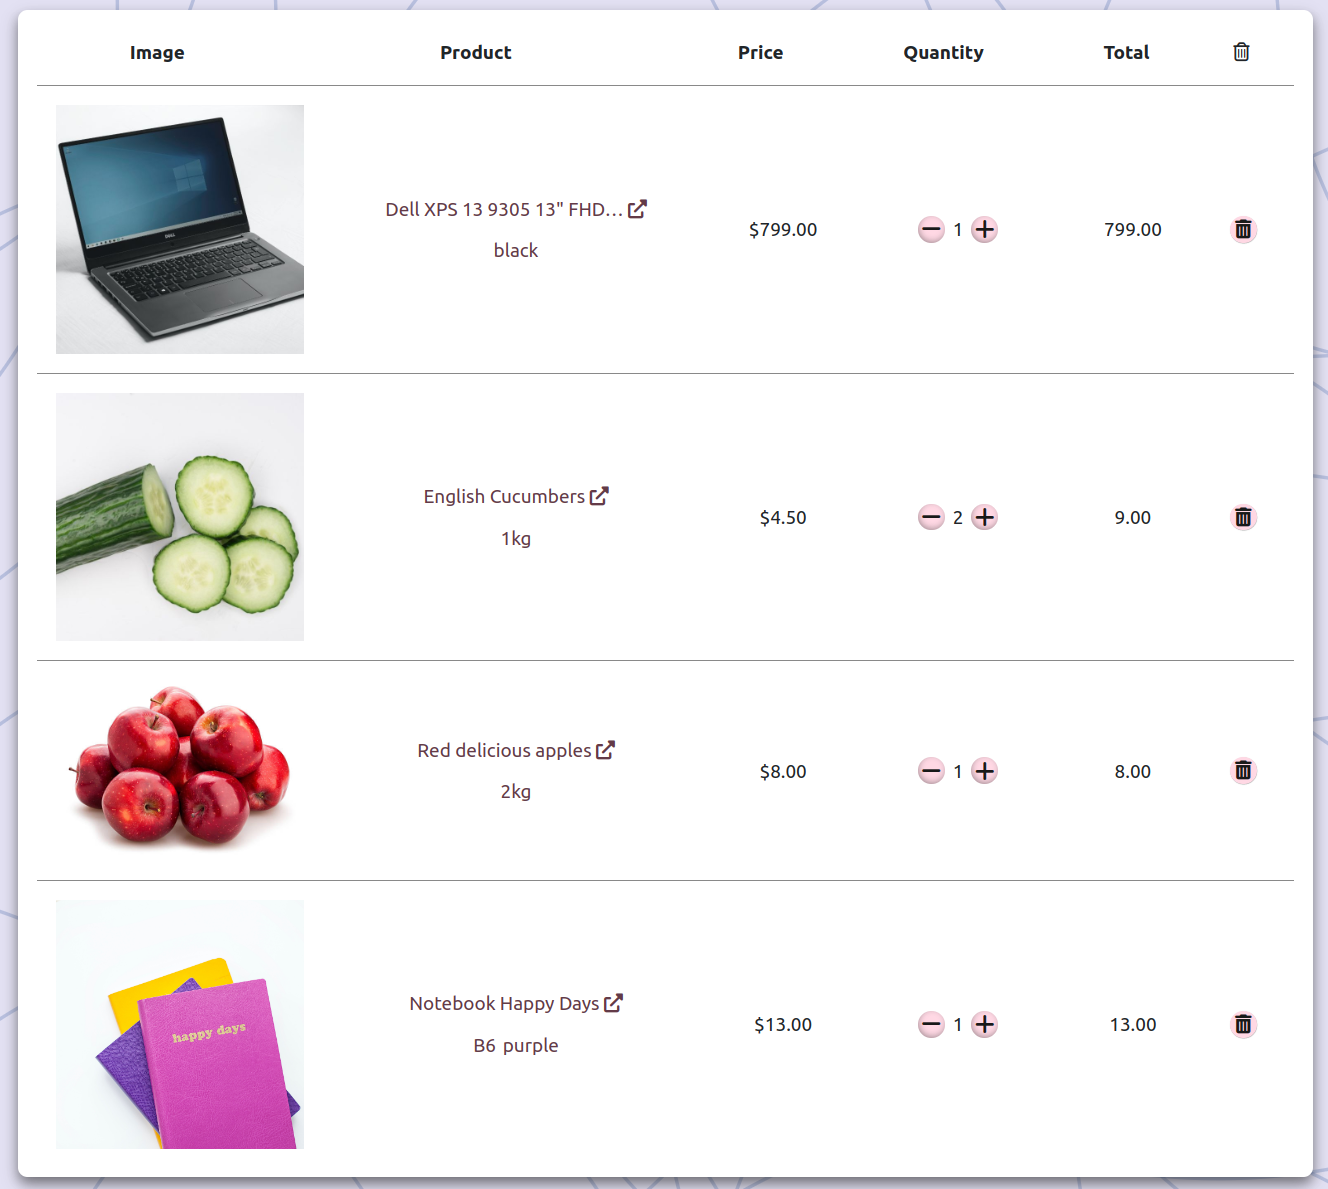 Image Product Price Quantity Total
Dell XPS 13 9305 13" FHD...
black
$799.00 1 799.00
DELL
English Cucumbers
1kg
$4.50 2 9.00
Red delicious apples
2kg
$8.00 1 8.00
Notebook Happy Days
B6 purple
$13.00 1 13.00
happy days